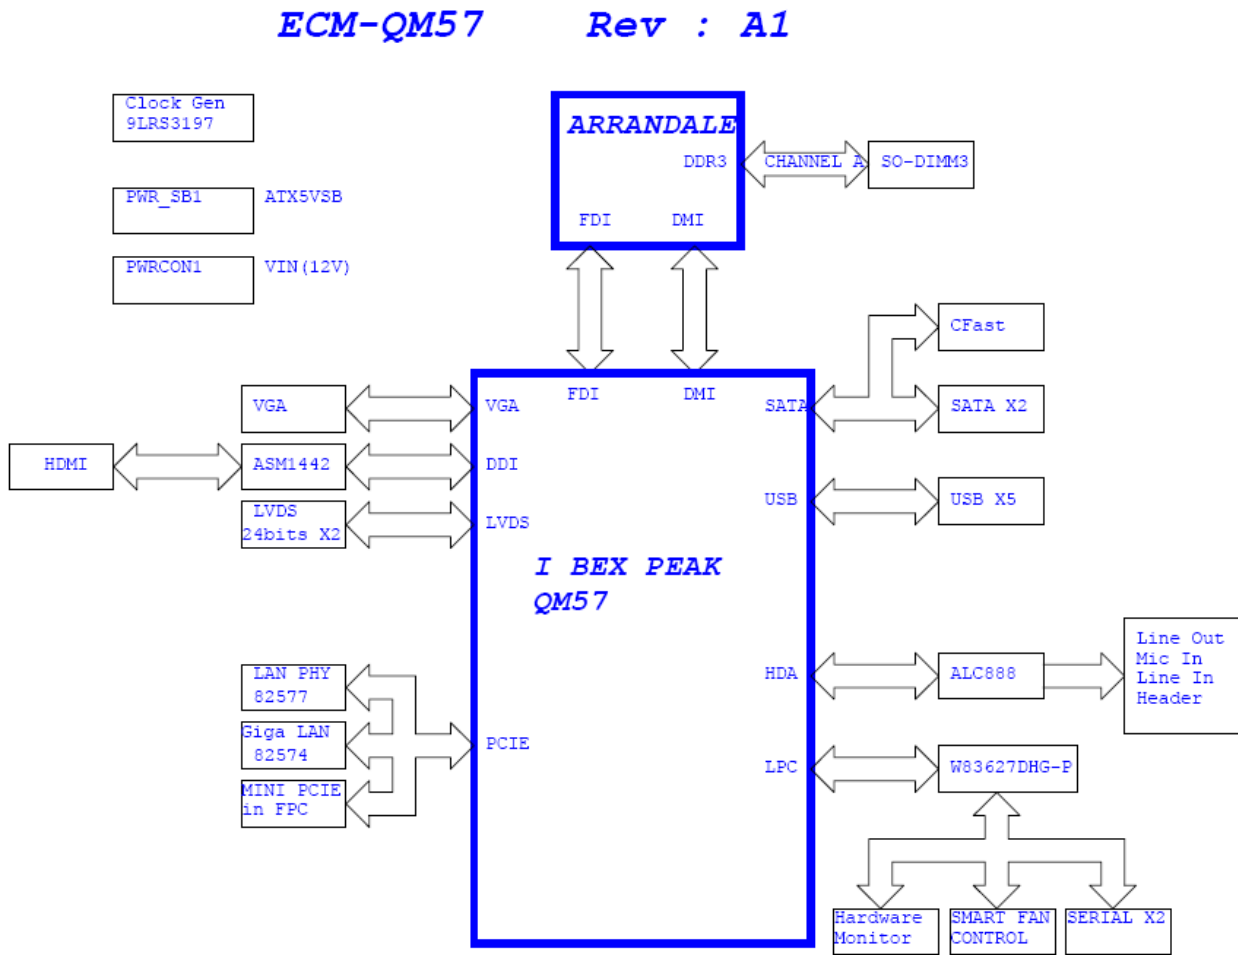 ECM-QM57 Rev : A1
Clock Gen
9LRS3197
PWR_SB1 ATX5VSB
PWRCON1 VIN(12V)
ARRANDALE
DDR3 CHANNEL A SO-DIMM3
FDI DMI
CFast
FDI DMI
VGA VGA SATA SATA X2
HDMI ASM1442 DDI
USB USB X5
LVDS
24bits X2 LVDS
I BEX PEAK
QM57
LAN PHY
82577
Giga LAN
82574
MINI PCIE
in FPC
PCIE
HDA ALC888
Line Out
Mic In
Line In
Header
LPC W83627DHG-P
Hardware
Monitor
SMART FAN
CONTROL
SERIAL X2